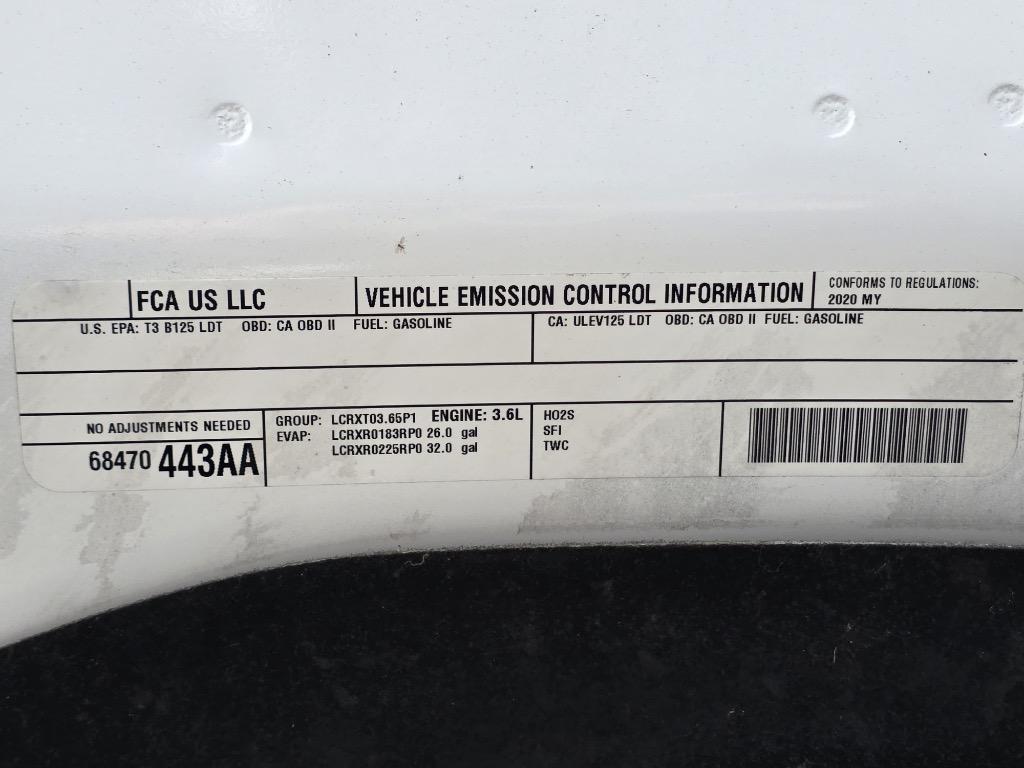 FCA US LLC
VEHICLE EMISSION CONTROL INFORMATION
CONFORMS TO REGULATIONS:
2020 MY
U.S. EPA: T3 B125 LDT OBD: CA OBD II FUEL: GASOLINE
CA: ULEV125 LDT OBD: CA OBD II FUEL: GASOLINE
NO ADJUSTMENTS NEEDED
68470 443AA
GROUP: LCRXT03.65P1 ENGINE: 3.6L
EVAP: LCRXR0183RP0 26.0 gal
LCRXR0225RP0 32.0 gal
HO2S
SFI
TWC